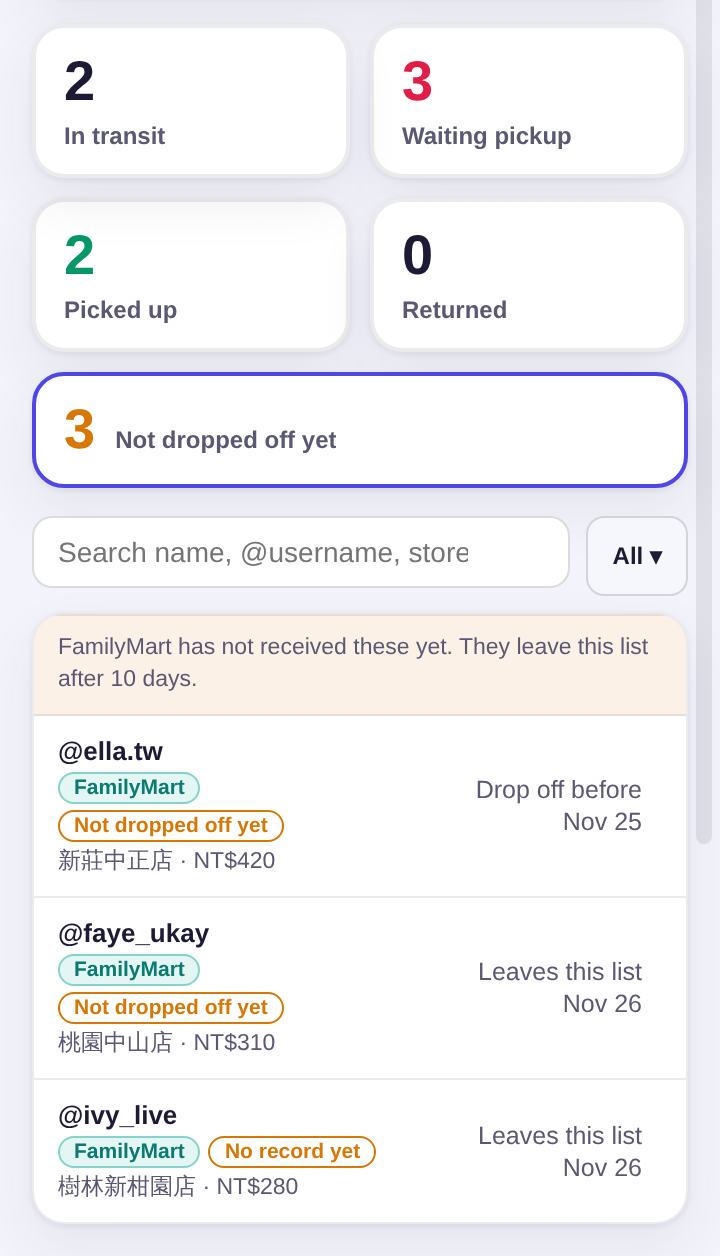 2
In transit
3
Waiting pickup
2
Picked up
0
Returned
3 Not dropped off yet
Search name, @username, store
All ▾
FamilyMart has not received these yet. They leave this list
after 10 days.
@ella.tw
FamilyMart
Not dropped off yet
新莊中正店 · NT$420
Drop off before
Nov 25
@faye_ukay
FamilyMart
Not dropped off yet
桃園中山店 · NT$310
Leaves this list
Nov 26
@ivy_live
FamilyMart No record yet
樹林新柑園店 · NT$280
Leaves this list
Nov 26